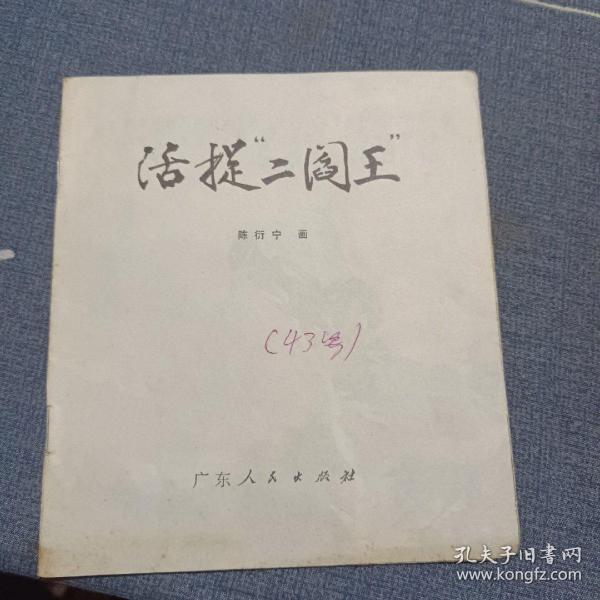 活捉“二阎王”
陈衍宁 画
(43号)
广东人民出版社
孔夫子旧书网
www.kongfz.com